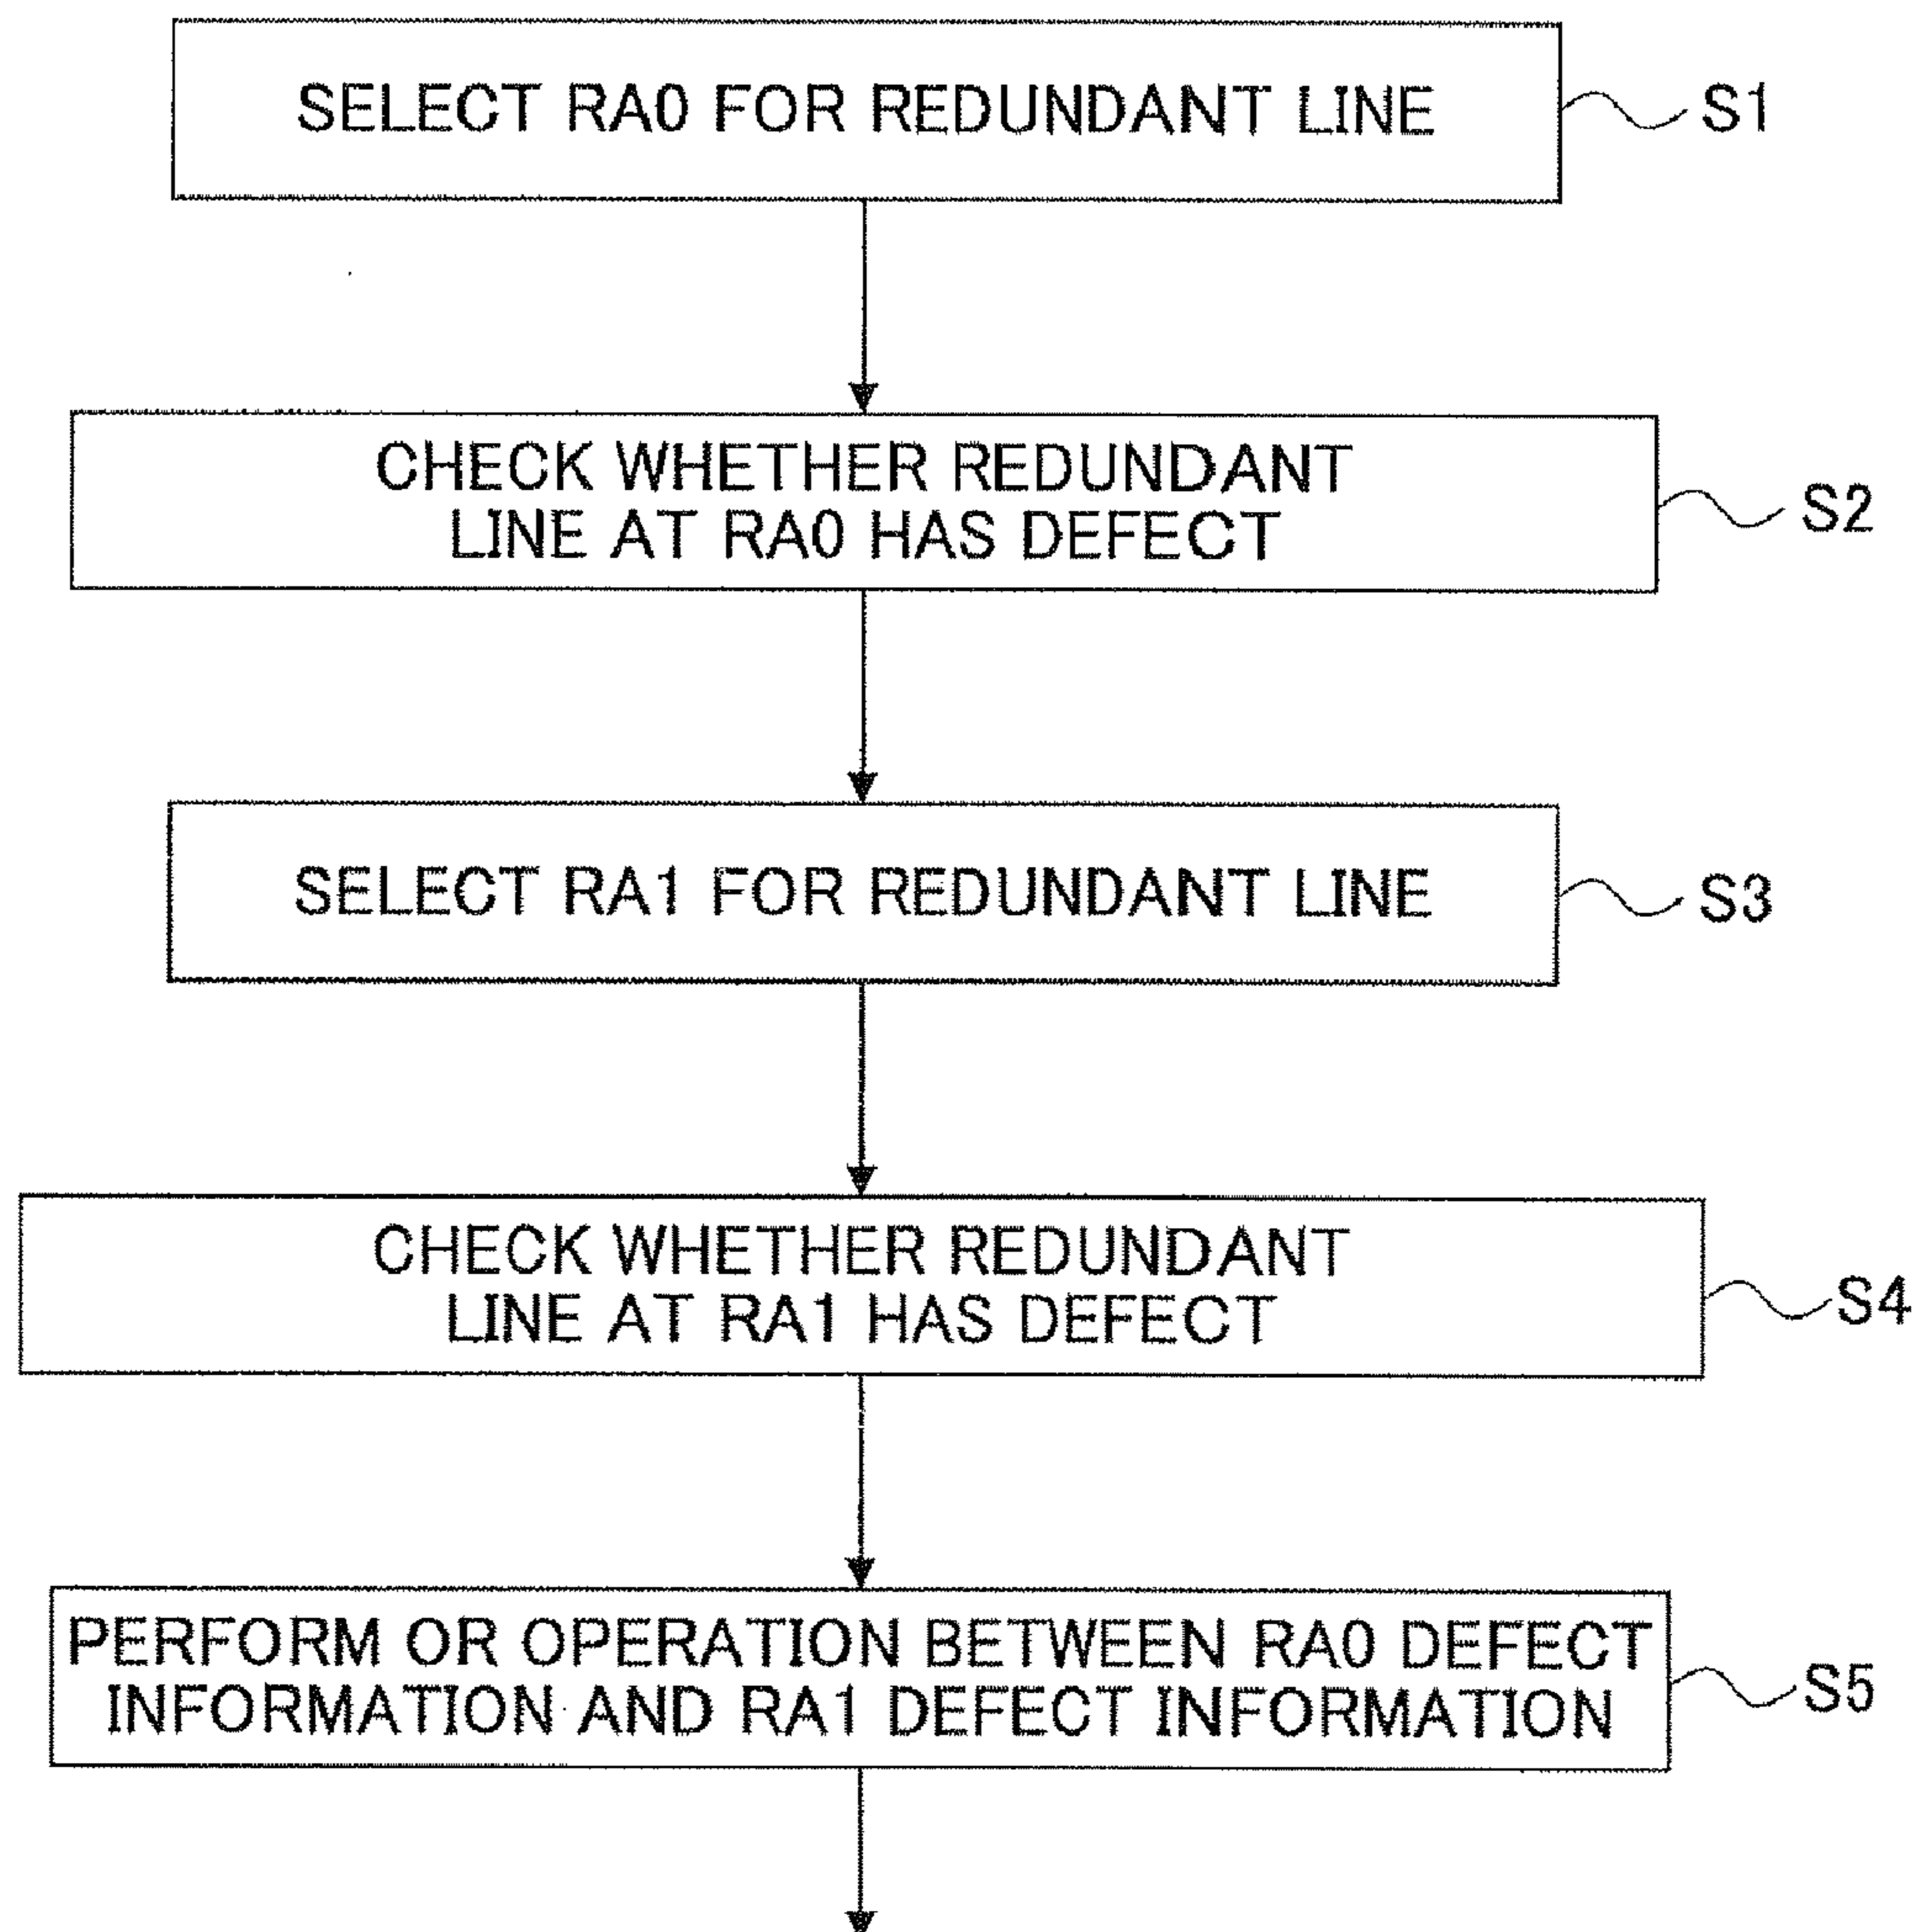 SELECT RA0 FOR REDUNDANT LINE
S1
CHECK WHETHER REDUNDANT
LINE AT RA0 HAS DEFECT
S2
SELECT RA1 FOR REDUNDANT LINE
S3
CHECK WHETHER REDUNDANT
LINE AT RA1 HAS DEFECT
S4
PERFORM OR OPERATION BETWEEN RA0 DEFECT
INFORMATION AND RA1 DEFECT INFORMATION
S5